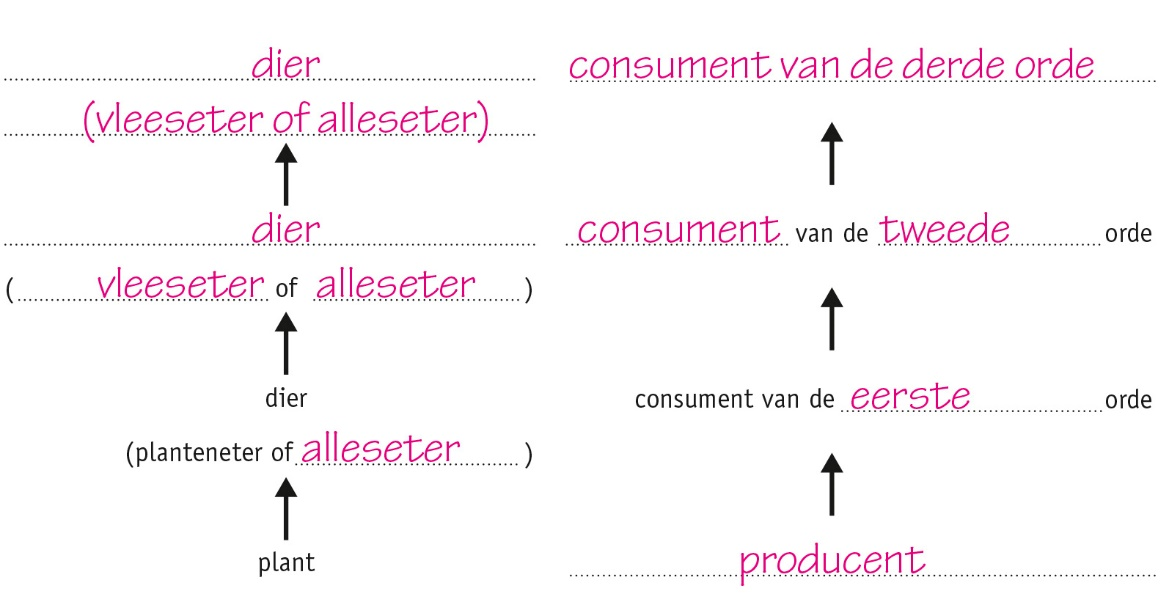 dier
(vleeseter of alleseter)
dier
( vleeseter of alleseter )
dier
(planteneter of alleseter )
plant
consument van de derde orde
consument van de tweede orde
consument van de eerste orde
producent